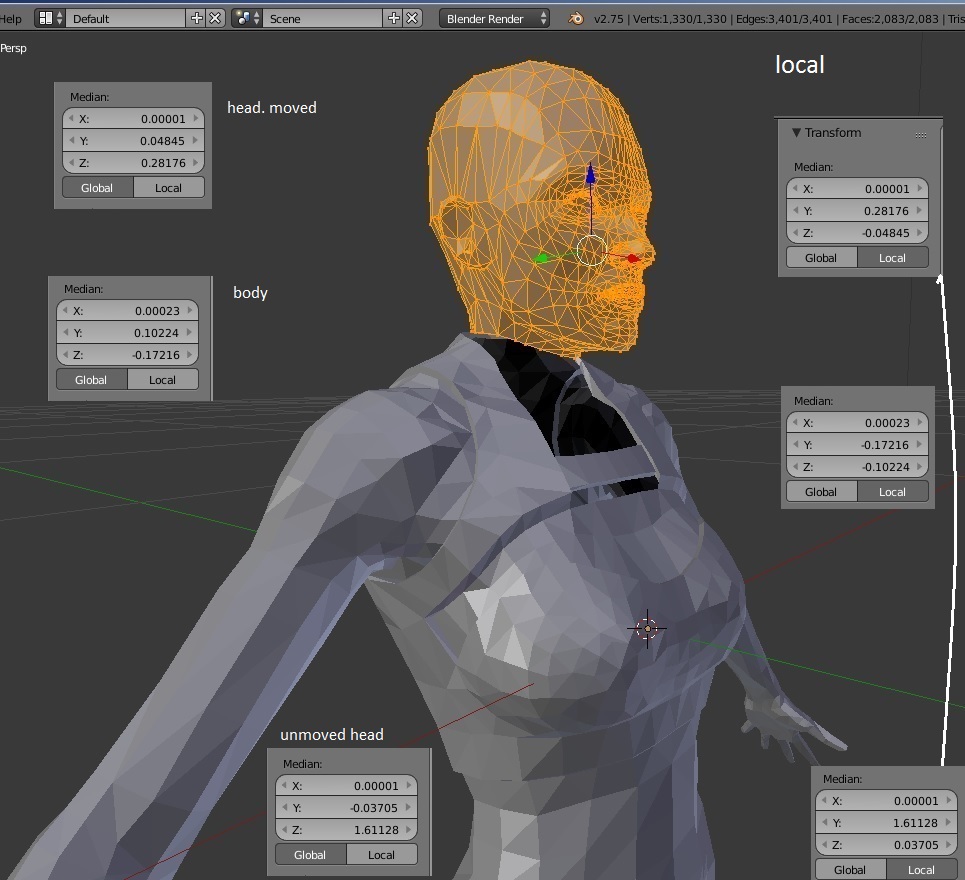 Help Default Scene Blender Render v2.75 | Verts:1,330/1,330 | Edges:3,401/3,401 | Faces:2,083/2,083 | Tris
Persp
local
Median:
X: 0.00001
Y: 0.04845
Z: 0.28176
Global Local
head. moved
Transform
Median:
X: 0.00001
Y: 0.28176
Z: -0.04845
Global Local
Median:
X: 0.00023
Y: 0.10224
Z: -0.17216
Global Local
body
Median:
X: 0.00023
Y: -0.17216
Z: -0.10224
Global Local
unmoved head
Median:
X: 0.00001
Y: -0.03705
Z: 1.61128
Global Local
Median:
X: 0.00001
Y: 1.61128
Z: 0.03705
Global Local